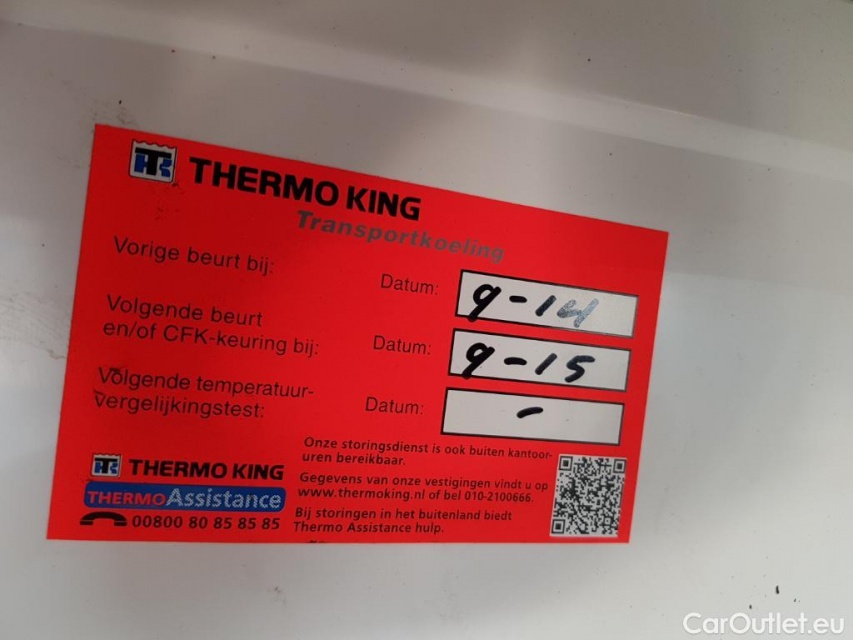 TK THERMO KING
Transportkoeling
Vorige beurt bij: Datum: 9-14
Volgende beurt
en/of CFK-keuring bij: Datum: 9-15
Volgende temperatuur-
vergelijkingstest: Datum: -
Onze storingsdienst is ook buiten kantoor-
uren bereikbaar.
Gegevens van onze vestigingen vindt u op
www.thermoking.nl of bel 010-2100666.
Bij storingen in het buitenland biedt
Thermo Assistance hulp.
TK THERMO KING
THERMOAssistance
00800 80 85 85 85
CarOutlet.eu